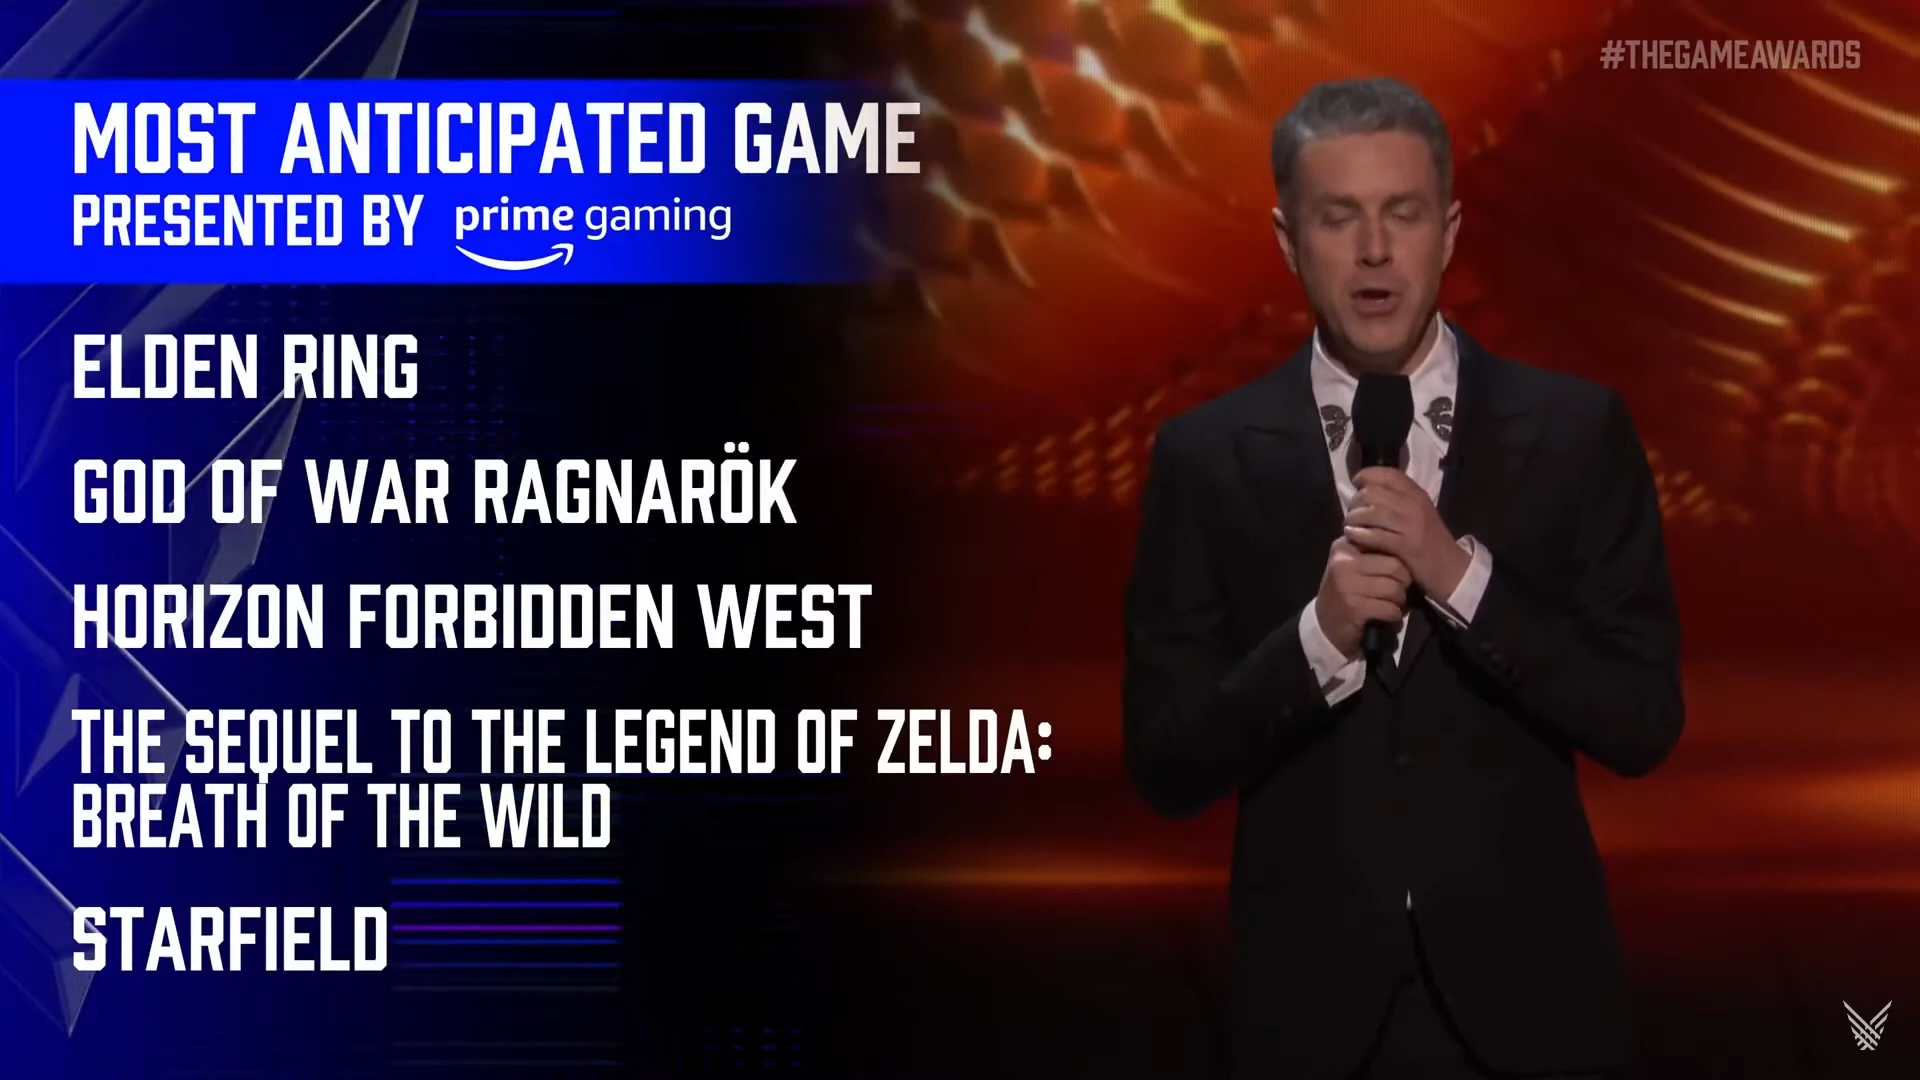 #THEGAMEAWARDS
MOST ANTICIPATED GAME
PRESENTED BY prime gaming
ELDEN RING
GOD OF WAR RAGNARÖK
HORIZON FORBIDDEN WEST
THE SEQUEL TO THE LEGEND OF ZELDA:
BREATH OF THE WILD
STARFIELD